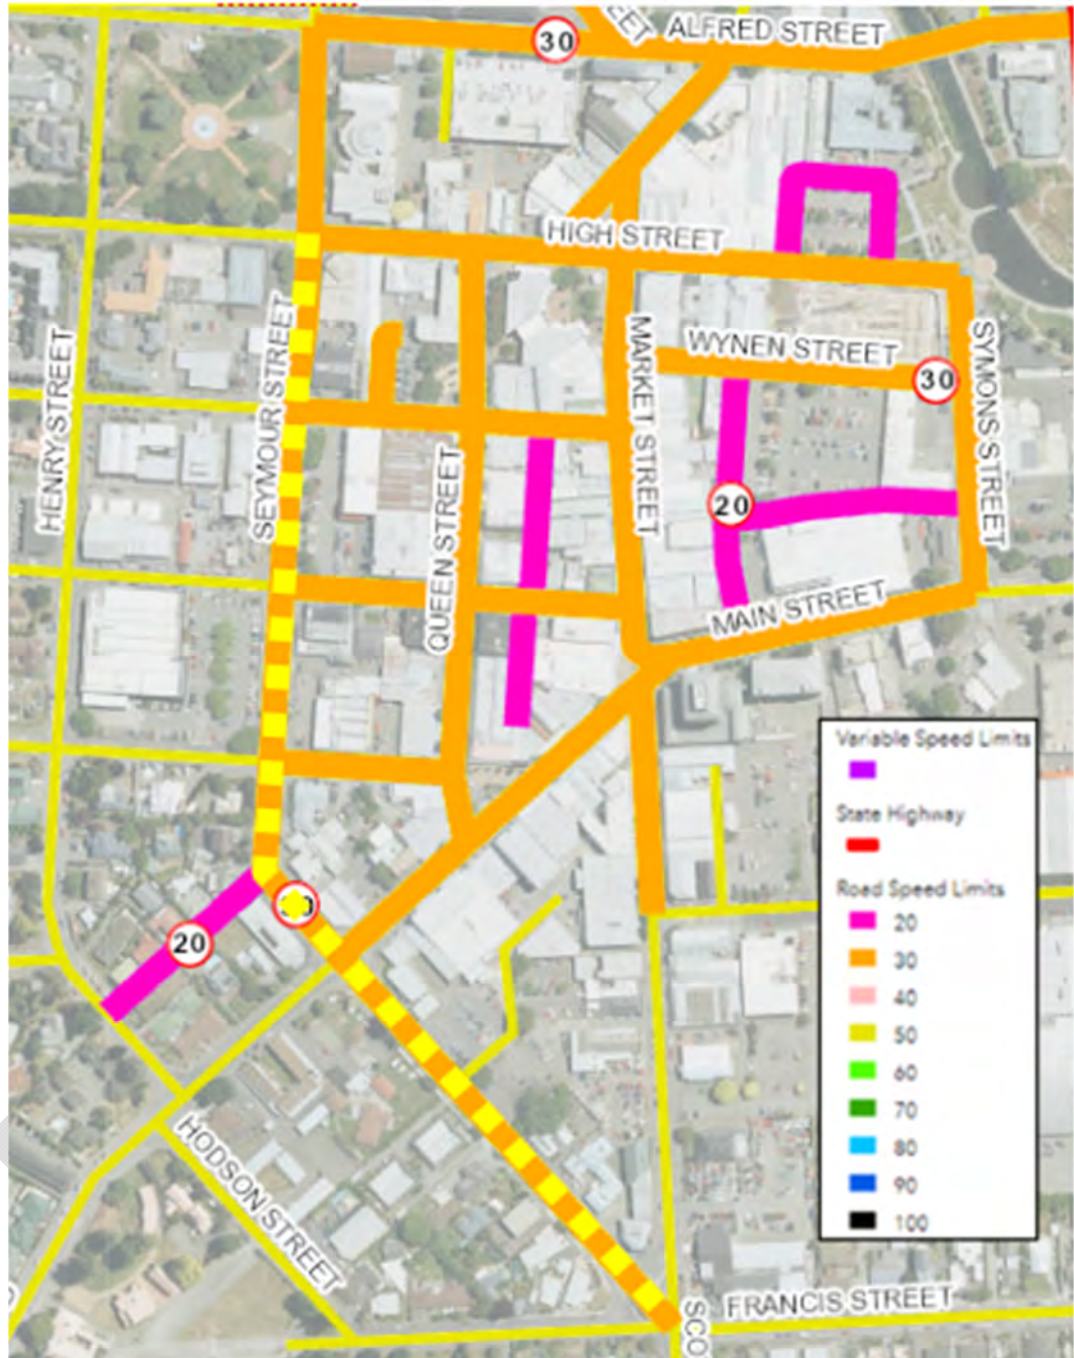 EET
ALFRED STREET
30
HIGH STREET
WYNEN STREET
30
SYMONS STREET
MARKET STREET
SEYMOUR STREET
HENRY STREET
QUEEN STREET
20
MAIN STREET
Variable Speed Limits
State Highway
Road Speed Limits
20
30
40
50
60
70
80
90
100
20
HODSON STREET
SCO
FRANCIS STREET